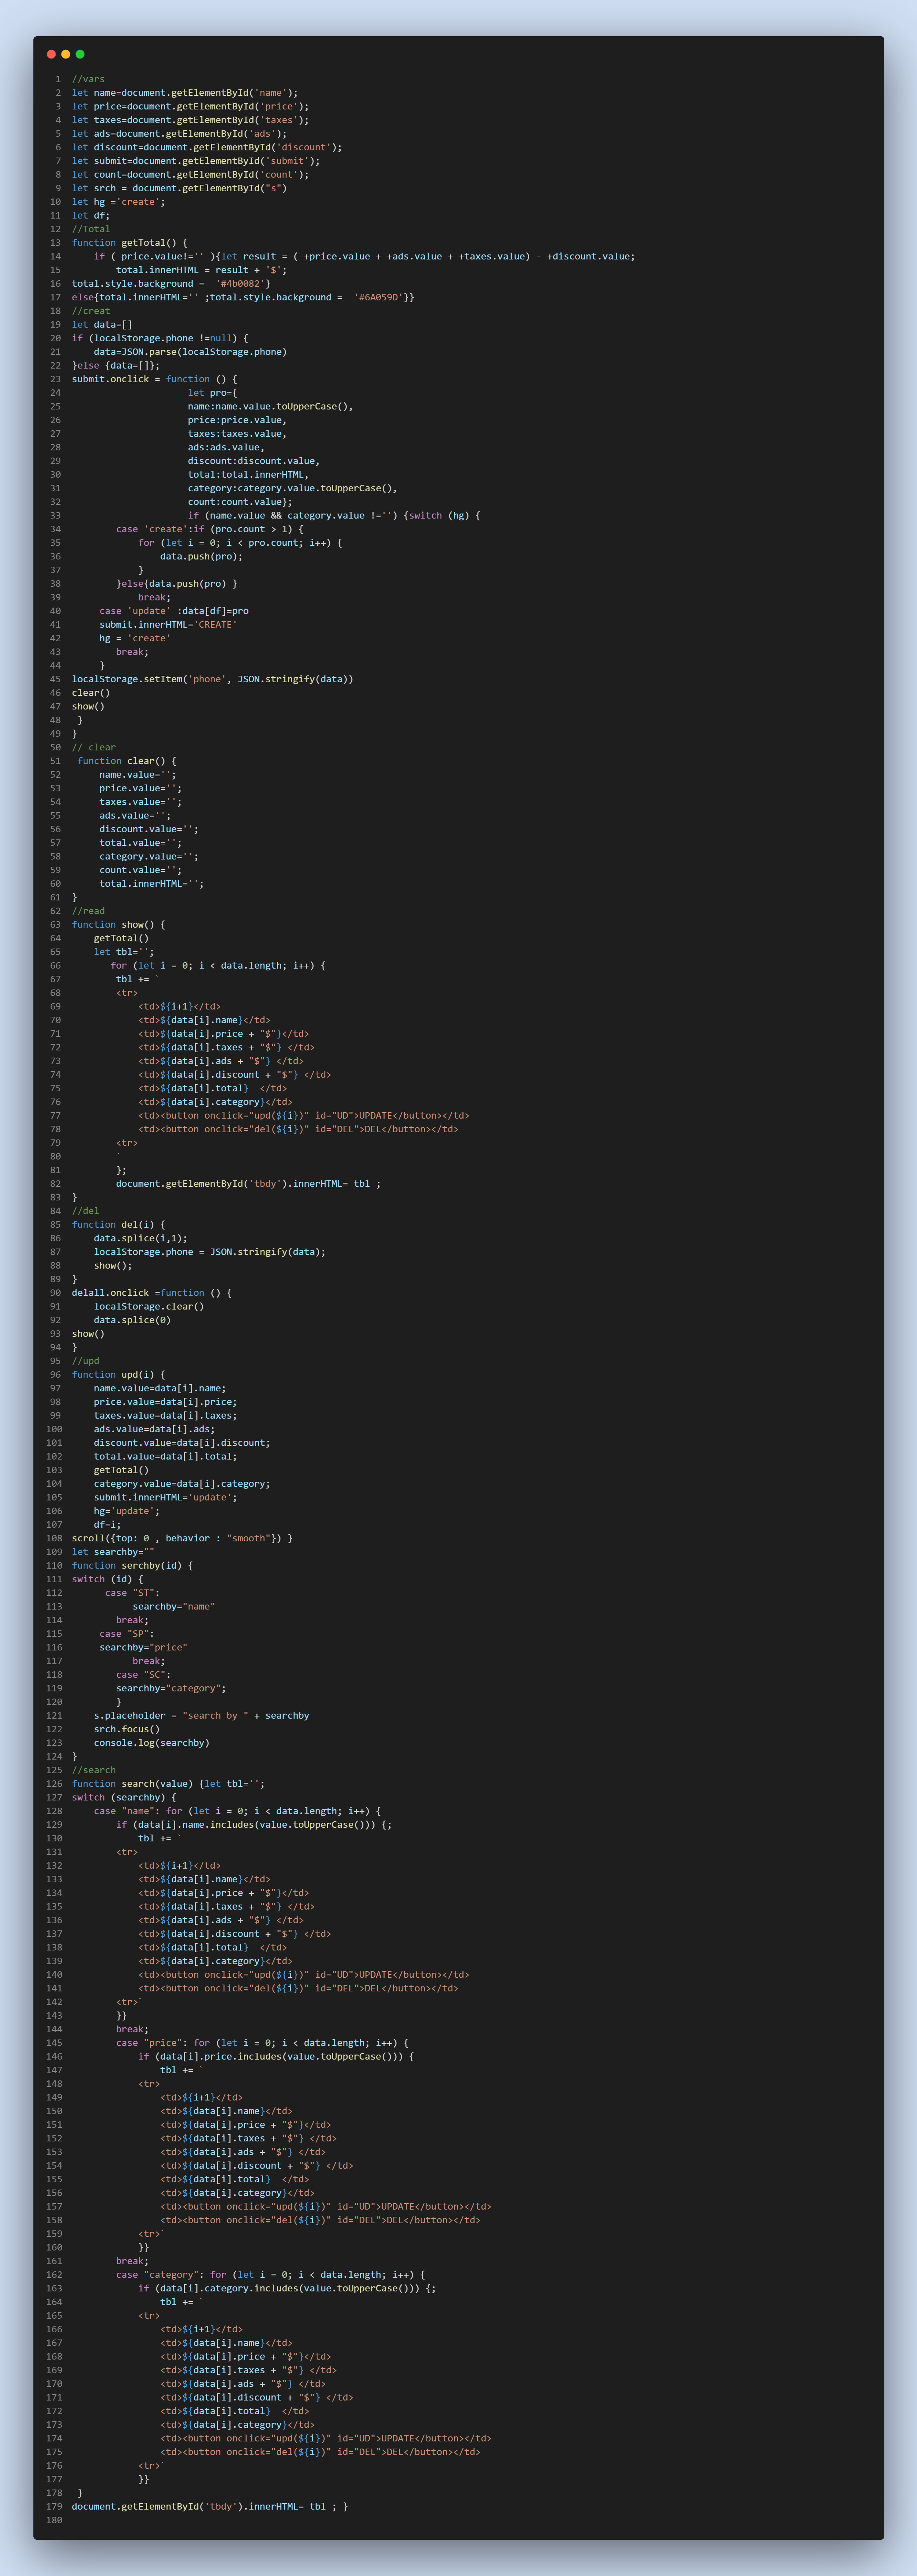 1 //vars
2 let name=document.getElementById('name');
3 let price=document.getElementById('price');
4 let taxes=document.getElementById('taxes');
5 let ads=document.getElementById('ads');
6 let discount=document.getElementById('discount');
7 let submit=document.getElementById('submit');
8 let count=document.getElementById('count');
9 let srch = document.getElementById("s")
10 let hg ='create';
11 let df;
12 //Total
13 function getTotal() {
14     if ( price.value!='' ){let result = ( +price.value + +ads.value + +taxes.value) - +discount.value;
15         total.innerHTML = result + '$';
16 total.style.background =  '#4b0082'}
17 else{total.innerHTML='' ;total.style.background =  '#6A059D'}}
18 //creat
19 let data=[]
20 if (localStorage.phone !=null) {
21     data=JSON.parse(localStorage.phone)
22 }else {data=[]};
23 submit.onclick = function () {
24                      let pro={
25                      name:name.value.toUpperCase(),
26                      price:price.value,
27                      taxes:taxes.value,
28                      ads:ads.value,
29                      discount:discount.value,
30                      total:total.innerHTML,
31                      category:category.value.toUpperCase(),
32                      count:count.value};
33                      if (name.value && category.value !='') {switch (hg) {
34         case 'create':if (pro.count > 1) {
35             for (let i = 0; i < pro.count; i++) {
36                 data.push(pro);
37             }
38         }else{data.push(pro) }
39             break;
40      case 'update' :data[df]=pro
41      submit.innerHTML='CREATE'
42      hg = 'create'
43         break;
44      }
45 localStorage.setItem('phone', JSON.stringify(data))
46 clear()
47 show()
48  }
49 }
50 // clear
51  function clear() {
52      name.value='';
53      price.value='';
54      taxes.value='';
55      ads.value='';
56      discount.value='';
57      total.value='';
58      category.value='';
59      count.value='';
60      total.innerHTML='';
61 }
62 //read
63 function show() {
64     getTotal()
65     let tbl='';
66        for (let i = 0; i < data.length; i++) {
67         tbl += `
68         <tr>
69             <td>${i+1}</td>
70             <td>${data[i].name}</td>
71             <td>${data[i].price + "$"}</td>
72             <td>${data[i].taxes + "$"} </td>
73             <td>${data[i].ads + "$"} </td>
74             <td>${data[i].discount + "$"} </td>
75             <td>${data[i].total}  </td>
76             <td>${data[i].category}</td>
77             <td><button onclick="upd(${i})" id="UD">UPDATE</button></td>
78             <td><button onclick="del(${i})" id="DEL">DEL</button></td>
79         <tr>
80         `
81         };
82         document.getElementById('tbdy').innerHTML= tbl ;
83 }
84 //del
85 function del(i) {
86     data.splice(i,1);
87     localStorage.phone = JSON.stringify(data);
88     show();
89 }
90 delall.onclick =function () {
91     localStorage.clear()
92     data.splice(0)
93 show()
94 }
95 //upd
96 function upd(i) {
97     name.value=data[i].name;
98     price.value=data[i].price;
99     taxes.value=data[i].taxes;
100     ads.value=data[i].ads;
101     discount.value=data[i].discount;
102     total.value=data[i].total;
103     getTotal()
104     category.value=data[i].category;
105     submit.innerHTML='update';
106     hg='update';
107     df=i;
108 scroll({top: 0 , behavior : "smooth"}) }
109 let searchby=""
110 function serchby(id) {
111 switch (id) {
112       case "ST":
113            searchby="name"
114         break;
115      case "SP":
116      searchby="price"
117            break;
118         case "SC":
119         searchby="category";
120         }
121     s.placeholder = "search by " + searchby
122     srch.focus()
123     console.log(searchby)
124 }
125 //search
126 function search(value) {let tbl='';
127 switch (searchby) {
128     case "name": for (let i = 0; i < data.length; i++) {
129         if (data[i].name.includes(value.toUpperCase())) {;
130             tbl += `
131         <tr>
132             <td>${i+1}</td>
133             <td>${data[i].name}</td>
134             <td>${data[i].price + "$"}</td>
135             <td>${data[i].taxes + "$"} </td>
136             <td>${data[i].ads + "$"} </td>
137             <td>${data[i].discount + "$"} </td>
138             <td>${data[i].total}  </td>
139             <td>${data[i].category}</td>
140             <td><button onclick="upd(${i})" id="UD">UPDATE</button></td>
141             <td><button onclick="del(${i})" id="DEL">DEL</button></td>
142         <tr>`
143         }}
144         break;
145         case "price": for (let i = 0; i < data.length; i++) {
146             if (data[i].price.includes(value.toUpperCase())) {
147                 tbl += `
148             <tr>
149                 <td>${i+1}</td>
150                 <td>${data[i].name}</td>
151                 <td>${data[i].price + "$"}</td>
152                 <td>${data[i].taxes + "$"} </td>
153                 <td>${data[i].ads + "$"} </td>
154                 <td>${data[i].discount + "$"} </td>
155                 <td>${data[i].total}  </td>
156                 <td>${data[i].category}</td>
157                 <td><button onclick="upd(${i})" id="UD">UPDATE</button></td>
158                 <td><button onclick="del(${i})" id="DEL">DEL</button></td>
159             <tr>`
160             }}
161         break;
162         case "category": for (let i = 0; i < data.length; i++) {
163             if (data[i].category.includes(value.toUpperCase())) {;
164                 tbl += `
165             <tr>
166                 <td>${i+1}</td>
167                 <td>${data[i].name}</td>
168                 <td>${data[i].price + "$"}</td>
169                 <td>${data[i].taxes + "$"} </td>
170                 <td>${data[i].ads + "$"} </td>
171                 <td>${data[i].discount + "$"} </td>
172                 <td>${data[i].total}  </td>
173                 <td>${data[i].category}</td>
174                 <td><button onclick="upd(${i})" id="UD">UPDATE</button></td>
175                 <td><button onclick="del(${i})" id="DEL">DEL</button></td>
176             <tr>`
177             }}
178  }
179 document.getElementById('tbdy').innerHTML= tbl ; }
180